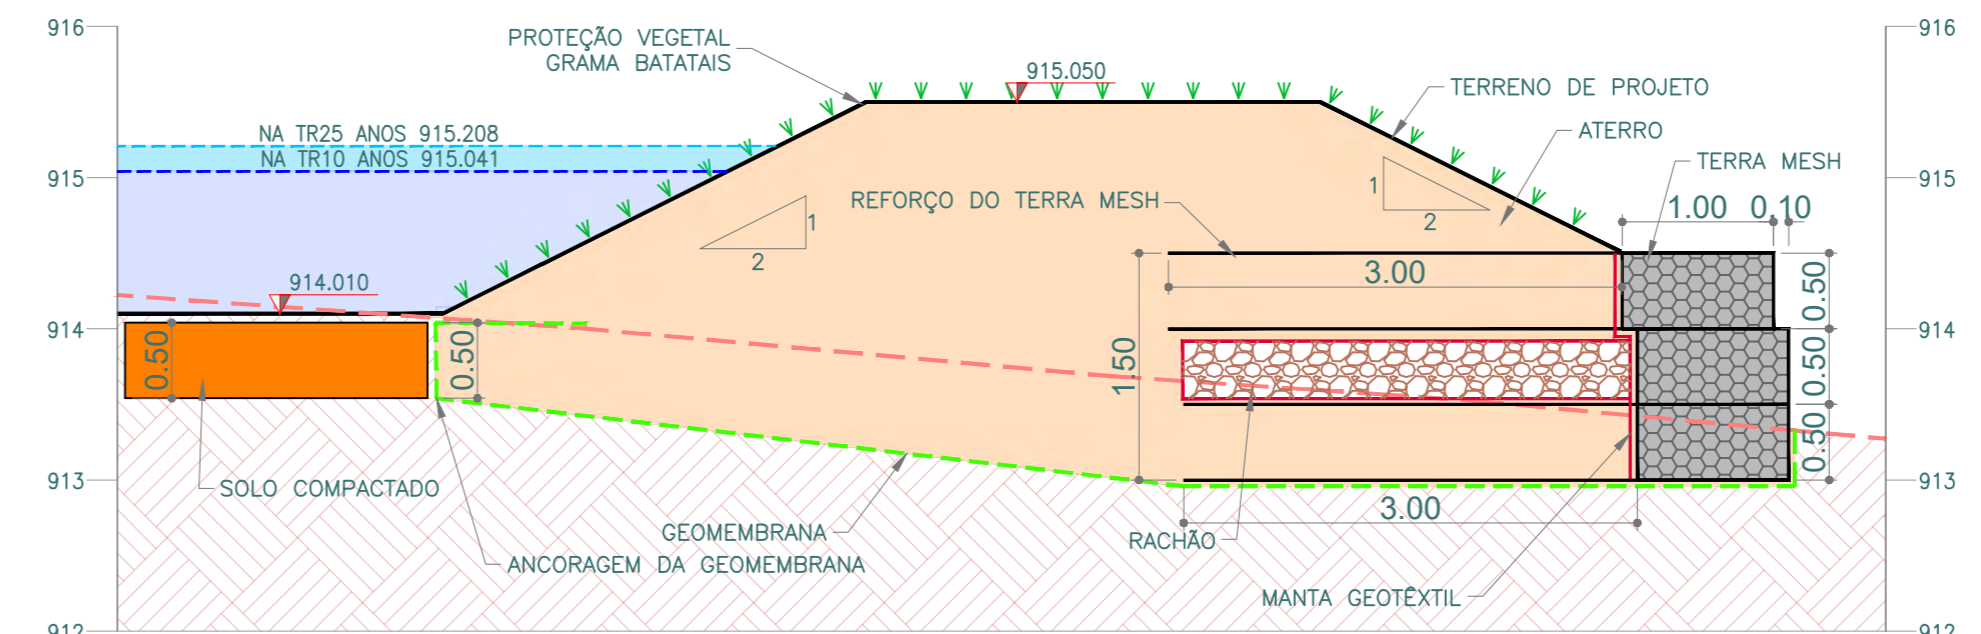 916
916
PROTEÇÃO VEGETAL
GRAMA BATATAIS
915.050
TERRENO DE PROJETO
ATERRO
NA TR25 ANOS 915.208
NA TR10 ANOS 915.041
TERRA MESH
915
915
REFORÇO DO TERRA MESH
1
2
1
2
1.00
0,10
914.010
3.00
0.50
914
914
0.50
0.50
1.50
0.50
0.50
913
913
SOLO COMPACTADO
3.00
GEOMEMBRANA
RACHÃO
ANCORAGEM DA GEOMEMBRANA
MANTA GEOTÊXTIL
912
912